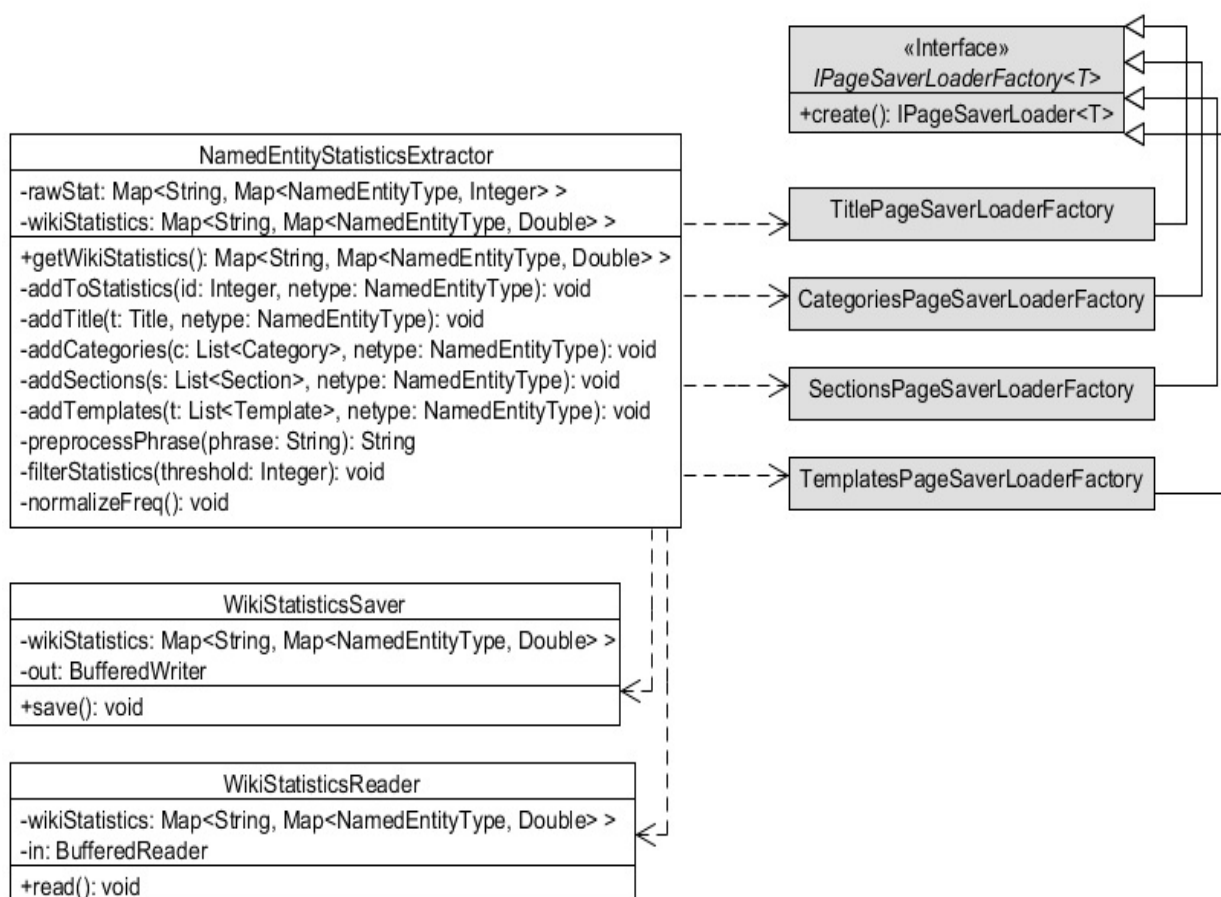 «Interface»
IPageSaverLoaderFactory<T>
+create(): IPageSaverLoader<T>
NamedEntityStatisticsExtractor
-rawStat: Map<String, Map<NamedEntityType, Integer> >
-wikiStatistics: Map<String, Map<NamedEntityType, Double> >
+getWikiStatistics(): Map<String, Map<NamedEntityType, Double> >
-addToStatistics(id: Integer, netype: NamedEntityType): void
-addTitle(t: Title, netype: NamedEntityType): void
-addCategories(c: List<Category>, netype: NamedEntityType): void
-addSections(s: List<Section>, netype: NamedEntityType): void
-addTemplates(t: List<Template>, netype: NamedEntityType): void
-preprocessPhrase(phrase: String): String
-filterStatistics(threshold: Integer): void
-normalizeFreq(): void
TitlePageSaverLoaderFactory
CategoriesPageSaverLoaderFactory
SectionsPageSaverLoaderFactory
TemplatesPageSaverLoaderFactory
WikiStatisticsSaver
-wikiStatistics: Map<String, Map<NamedEntityType, Double> >
-out: BufferedWriter
+save(): void
WikiStatisticsReader
-wikiStatistics: Map<String, Map<NamedEntityType, Double> >
-in: BufferedReader
+read(): void